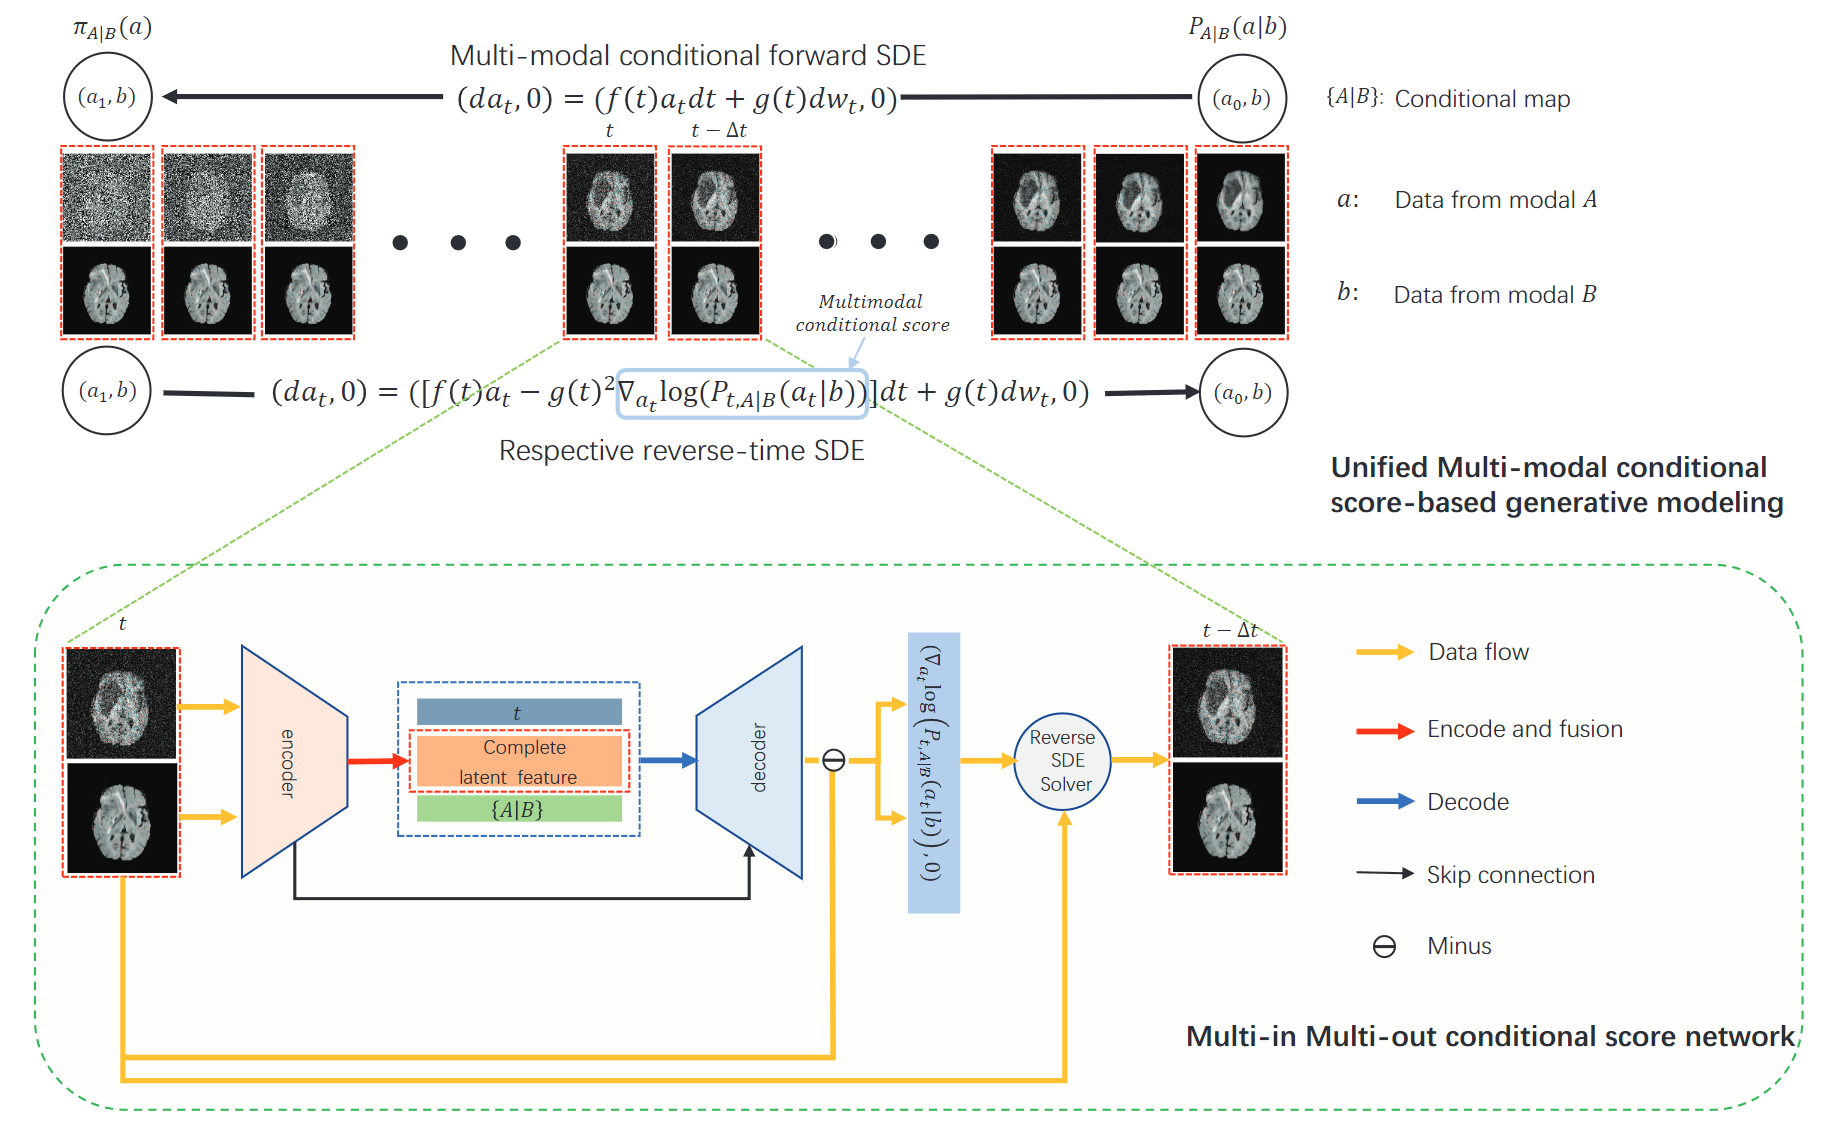 π_{A|B}(a)
P_{A|B}(a|b)
Multi-modal conditional forward SDE
(a₁, b)
(da_t, 0) = (f(t)a_t dt + g(t)dw_t, 0)
(a₀, b)
{A|B}: Conditional map
t
t − Δt
a: Data from modal A
b: Data from modal B
Multimodal
conditional score
(a₁, b)
(da_t, 0) = ([f(t)a_t − g(t)²∇_{a_t}log(P_{t,A|B}(a_t|b))]dt + g(t)dw_t, 0)
(a₀, b)
Respective reverse-time SDE
Unified Multi-modal conditional
score-based generative modeling
t
t − Δt
encoder
t
Complete
latent feature
{A|B}
decoder
(∇_{a_t}log(P_{t,A|B}(a_t|b)), 0)
Reverse
SDE
Solver
Data flow
Encode and fusion
Decode
Skip connection
Minus
Multi-in Multi-out conditional score network